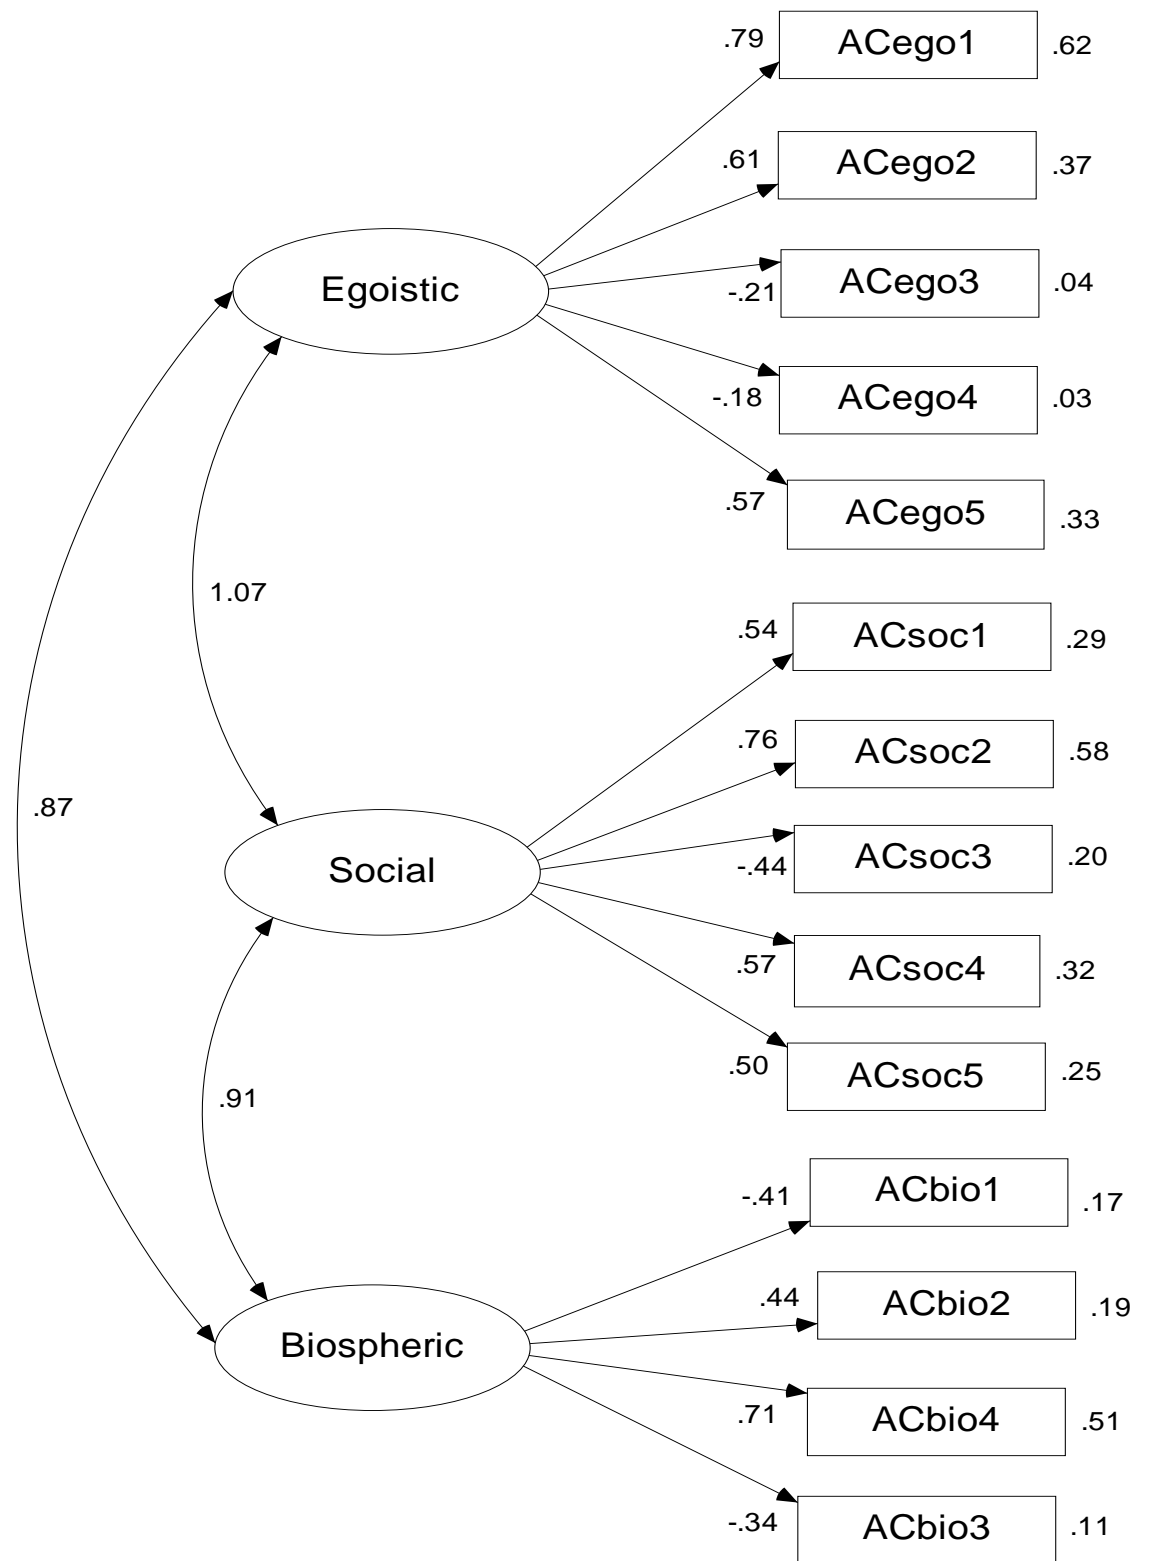 .79 ACego1 .62
.61 ACego2 .37
Egoistic
-.21 ACego3 .04
-.18 ACego4 .03
.57 ACego5 .33
1.07
.54 ACsoc1 .29
.76 ACsoc2 .58
.87
Social
-.44 ACsoc3 .20
.57 ACsoc4 .32
.50 ACsoc5 .25
.91
-.41 ACbio1 .17
.44 ACbio2 .19
Biospheric
.71 ACbio4 .51
-.34 ACbio3 .11